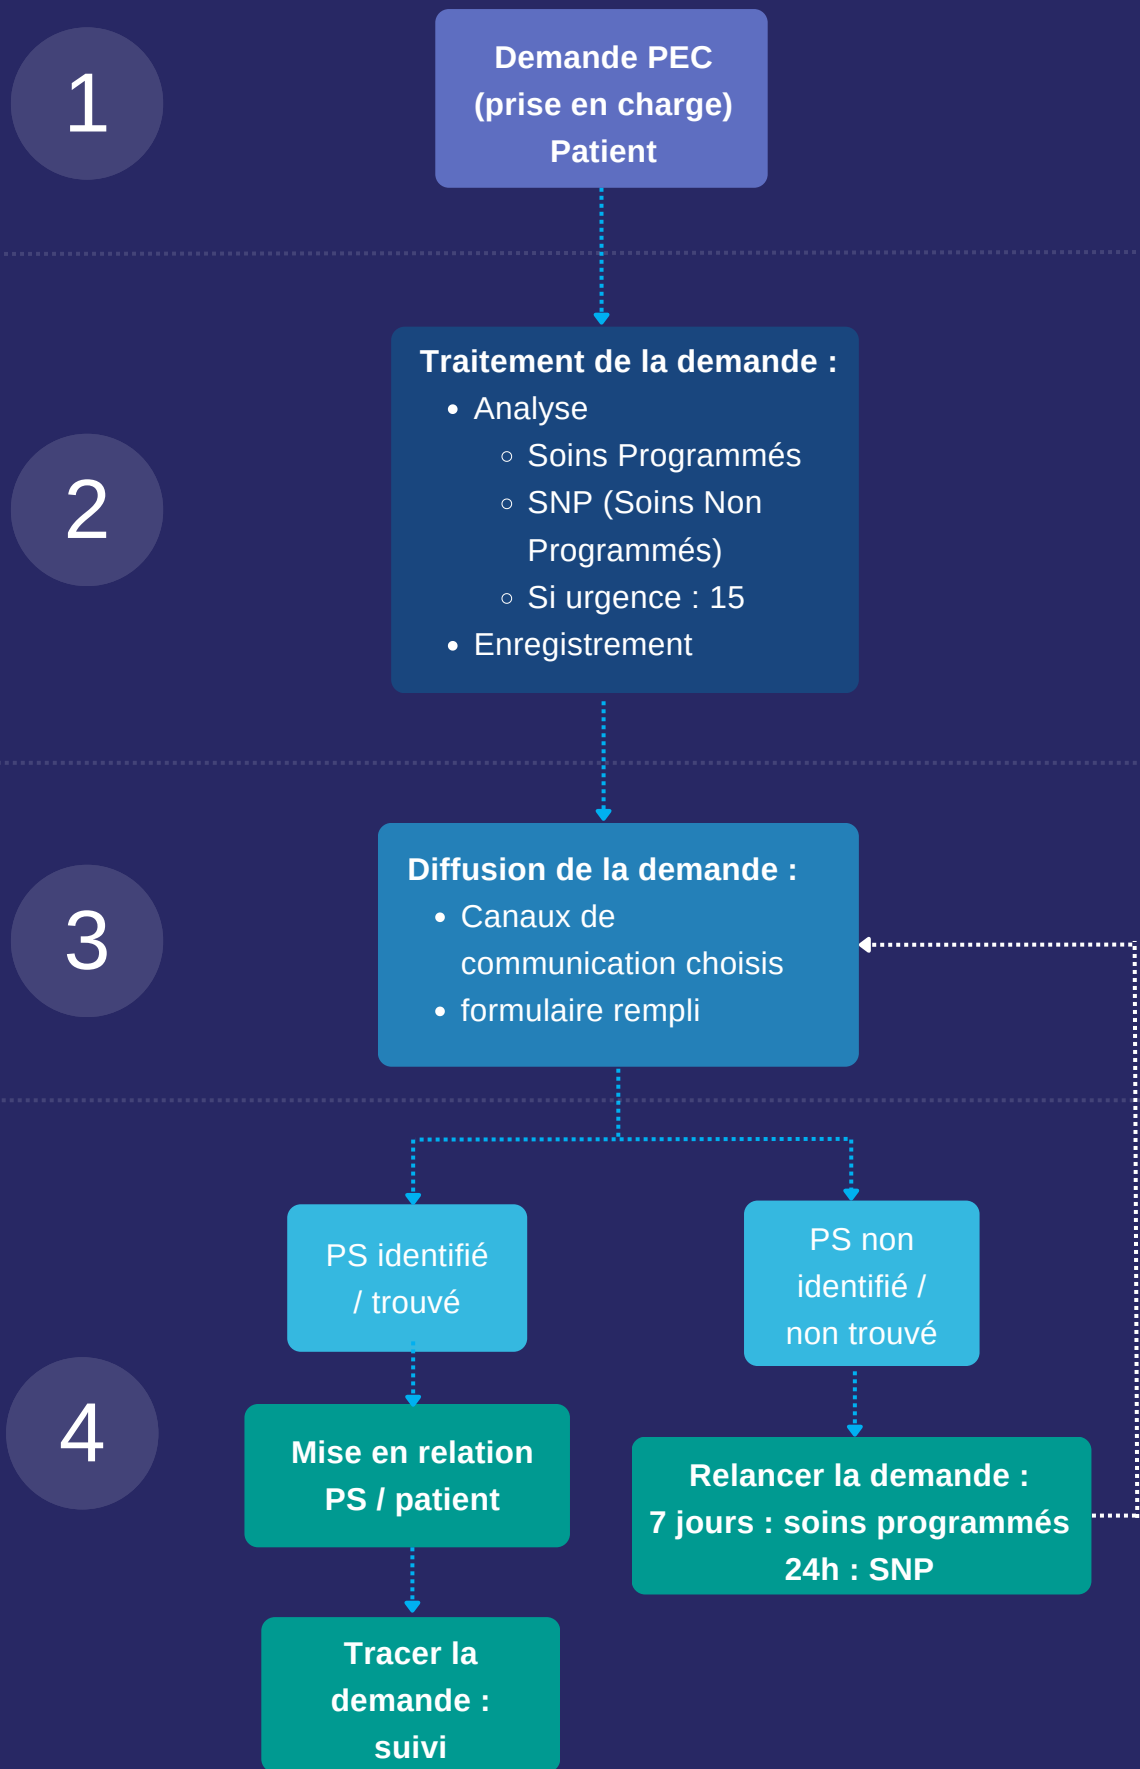 1
Demande PEC
(prise en charge)
Patient
2
Traitement de la demande :
• Analyse
◦ Soins Programmés
◦ SNP (Soins Non
Programmés)
◦ Si urgence : 15
• Enregistrement
3
Diffusion de la demande :
• Canaux de
communication choisis
• formulaire rempli
4
PS identifié
/ trouvé
PS non
identifié /
non trouvé
Mise en relation
PS / patient
Relancer la demande :
7 jours : soins programmés
24h : SNP
Tracer la
demande :
suivi